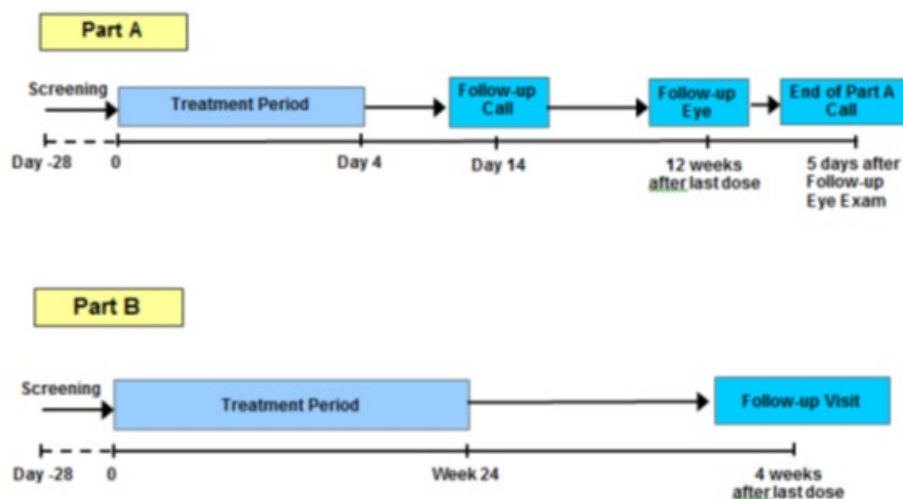 Part A
Screening
Treatment Period
Follow-up
Call
Follow-up
Eye
End of Part A
Call
Day -28
0
Day 4
Day 14
12 weeks
after last dose
5 days after
Follow-up
Eye Exam
Part B
Screening
Treatment Period
Follow-up Visit
Day -28
0
Week 24
4 weeks
after last dose